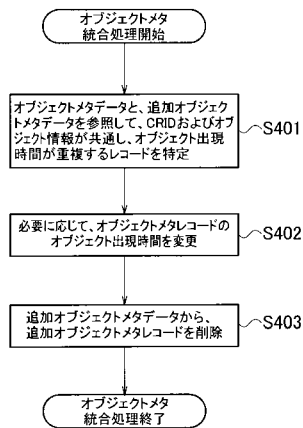 オブジェクトメタ
統合処理開始
オブジェクトメタデータと、追加オブジェク
トメタデータを参照して、CRIDおよびオブ
ジェクト情報が共通し、オブジェクト出現
時間が重複するレコードを特定
S401
必要に応じて、オブジェクトメタレコードの
オブジェクト出現時間を変更
S402
追加オブジェクトメタデータから、
追加オブジェクトメタレコードを削除
S403
オブジェクトメタ
統合処理終了